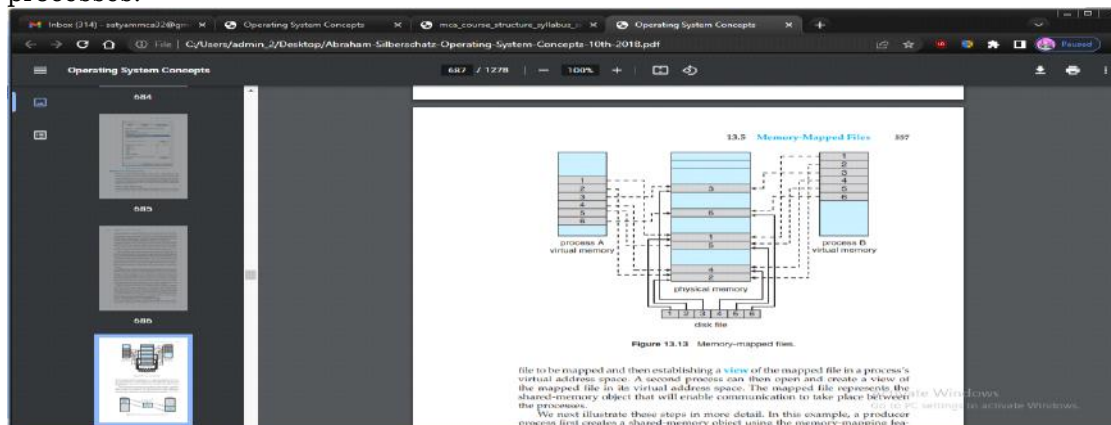 processes.
Inbox (314) - satyammca32@gm
Operating System Concepts
mca_course_structure_syllabus_
Operating System Concepts
File | C:/Users/admin_2/Desktop/Abraham-Silberschatz-Operating-System-Concepts-10th-2018.pdf
Paused
Operating System Concepts
687 / 1278
100%
684
685
686
13.5 Memory-Mapped Files 557
1
2
3
4
5
6
process A
virtual memory
3
6
1
5
4
2
physical memory
1
2
3
4
5
6
process B
virtual memory
1 2 3 4 5 6
disk file
Figure 13.13 Memory-mapped files.
file to be mapped and then establishing a view of the mapped file in a process's
virtual address space. A second process can then open and create a view of
the mapped file in its virtual address space. The mapped file represents the
shared-memory object that will enable communication to take place between
the processes.
We next illustrate these steps in more detail. In this example, a producer
process first creates a shared-memory object using the memory-mapping fea-
Activate Windows
Go to PC settings to activate Windows.